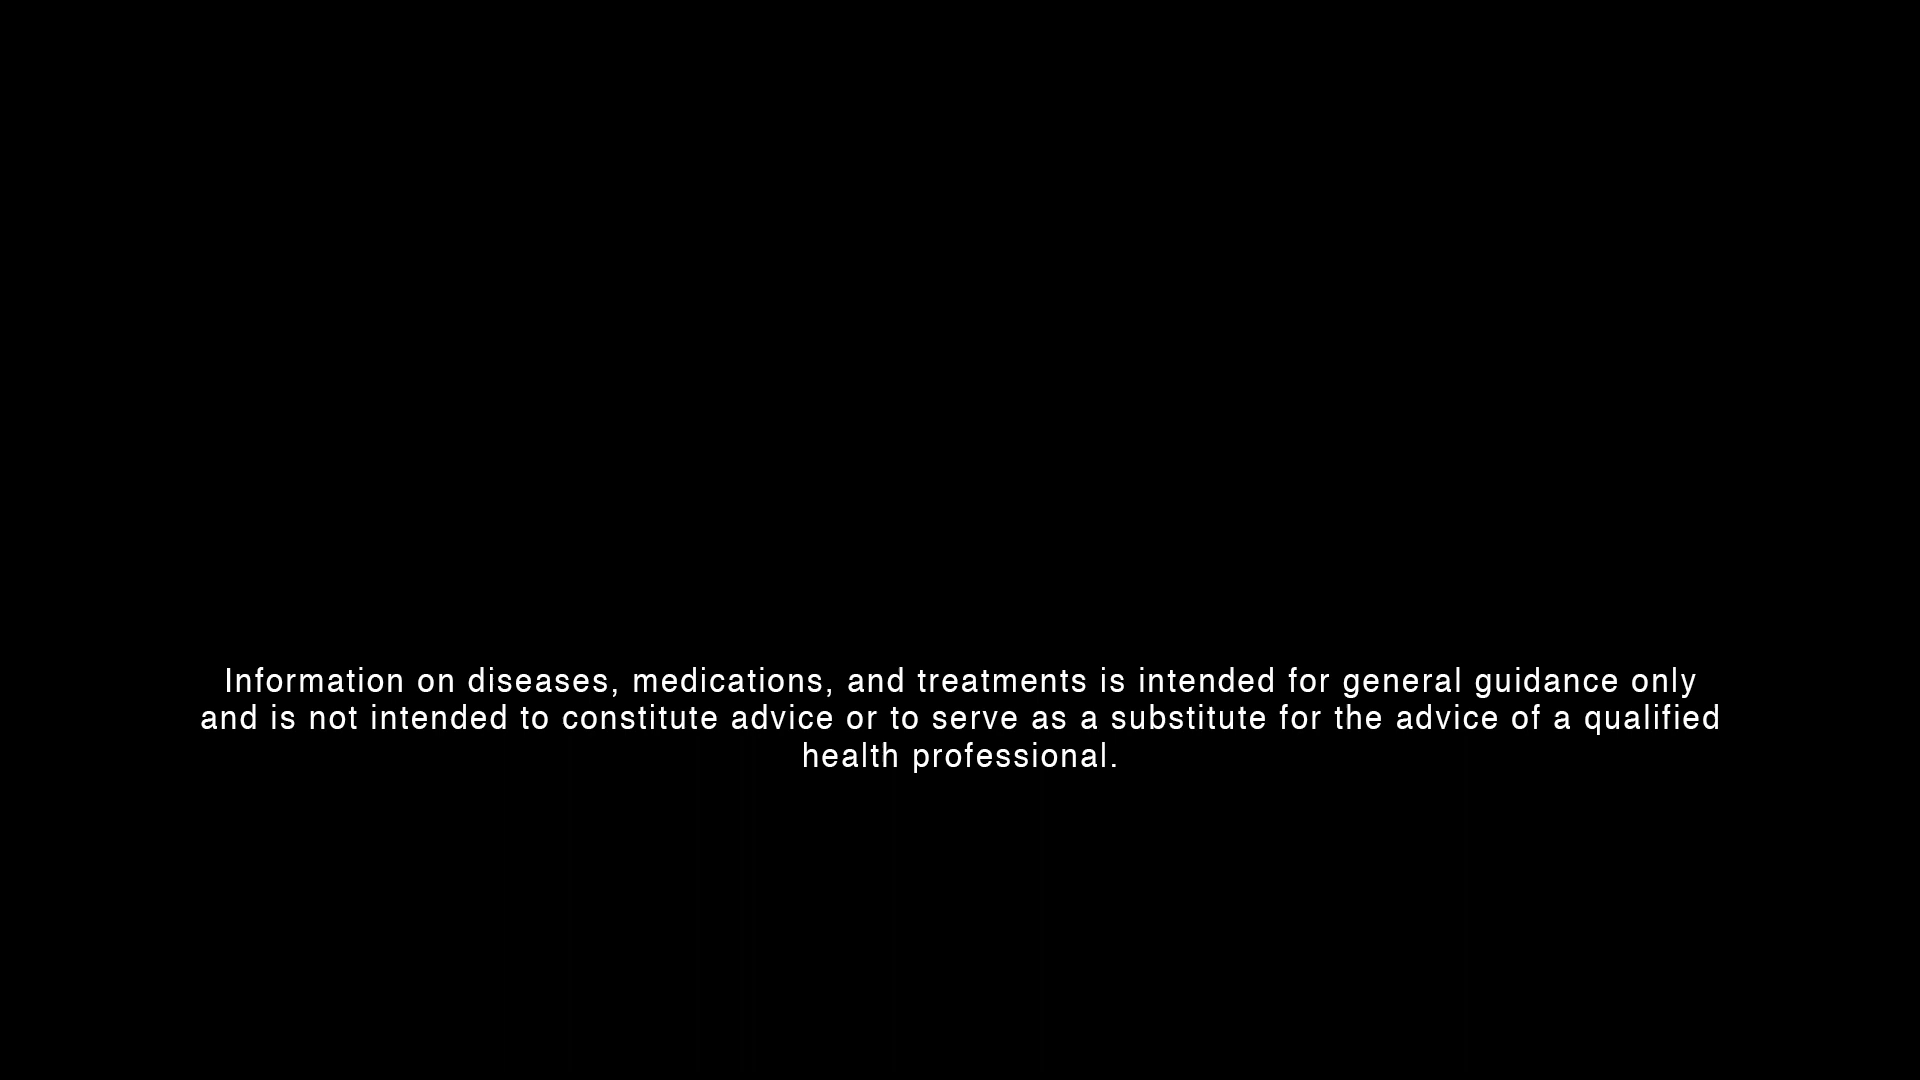 Information on diseases, medications, and treatments is intended for general guidance only
and is not intended to constitute advice or to serve as a substitute for the advice of a qualified
health professional.